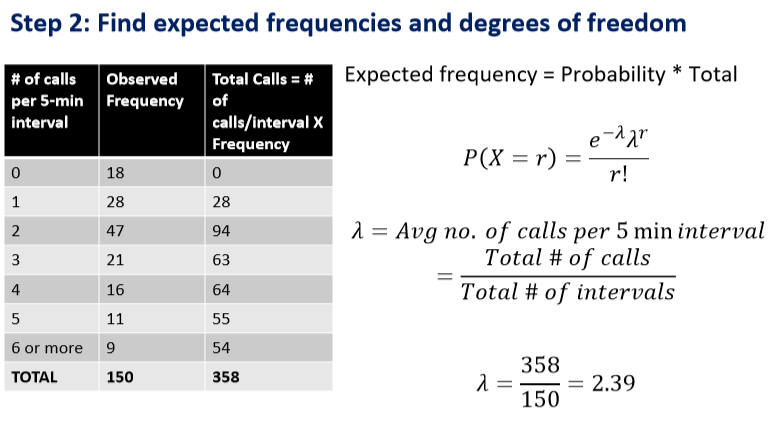 Step 2: Find expected frequencies and degrees of freedom
# of calls per 5-min interval | Observed Frequency | Total Calls = # of calls/interval X Frequency
0 | 18 | 0
1 | 28 | 28
2 | 47 | 94
3 | 21 | 63
4 | 16 | 64
5 | 11 | 55
6 or more | 9 | 54
TOTAL | 150 | 358
Expected frequency = Probability * Total
P(X = r) = e^{-λ}λ^r / r!
λ = Avg no. of calls per 5 min interval
= Total # of calls / Total # of intervals
λ = 358 / 150 = 2.39